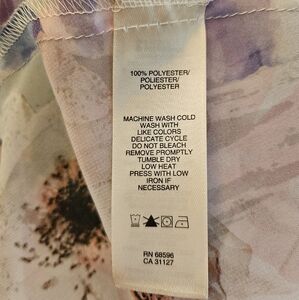 100% POLYESTER/
POLIESTER/
POLYESTER
MACHINE WASH COLD
WASH WITH
LIKE COLORS
DELICATE CYCLE
DO NOT BLEACH
REMOVE PROMPTLY
TUMBLE DRY
LOW HEAT
PRESS WITH LOW
IRON IF
NECESSARY
RN 68596
CA 31127